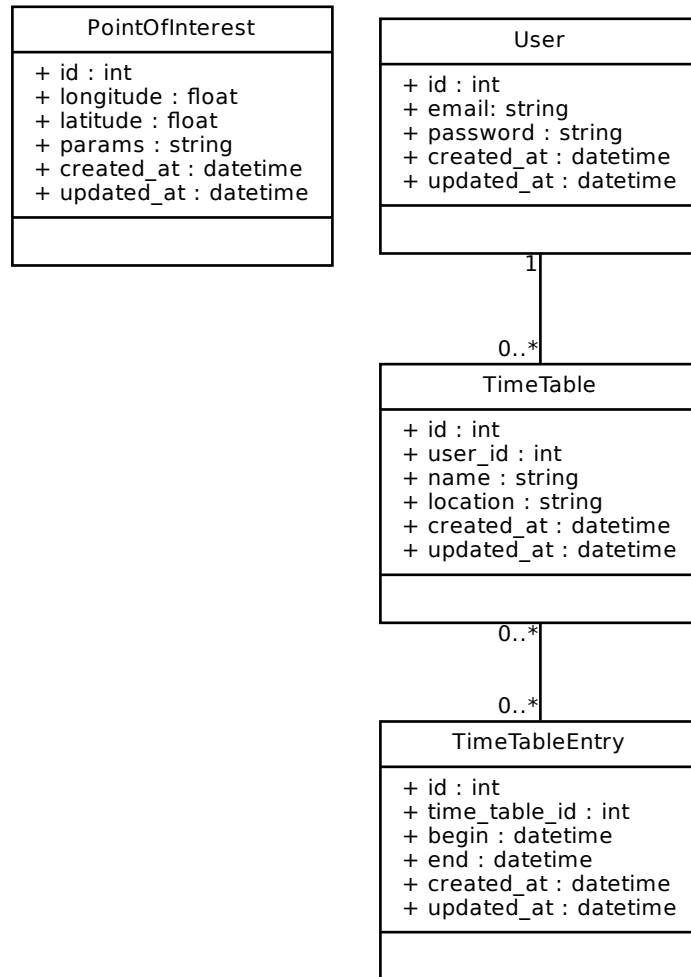 PointOfInterest
+ id : int
+ longitude : float
+ latitude : float
+ params : string
+ created_at : datetime
+ updated_at : datetime
User
+ id : int
+ email: string
+ password : string
+ created_at : datetime
+ updated_at : datetime
1
0..*
TimeTable
+ id : int
+ user_id : int
+ name : string
+ location : string
+ created_at : datetime
+ updated_at : datetime
0..*
0..*
TimeTableEntry
+ id : int
+ time_table_id : int
+ begin : datetime
+ end : datetime
+ created_at : datetime
+ updated_at : datetime